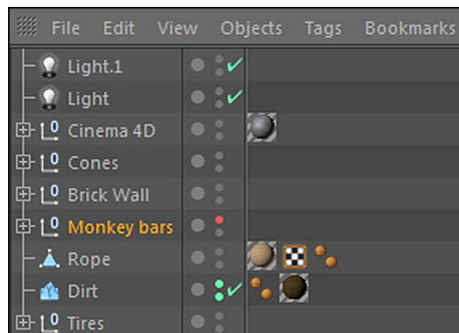 File Edit View Objects Tags Bookmarks
Light.1
Light
Cinema 4D
Cones
Brick Wall
Monkey bars
Rope
Dirt
Tires